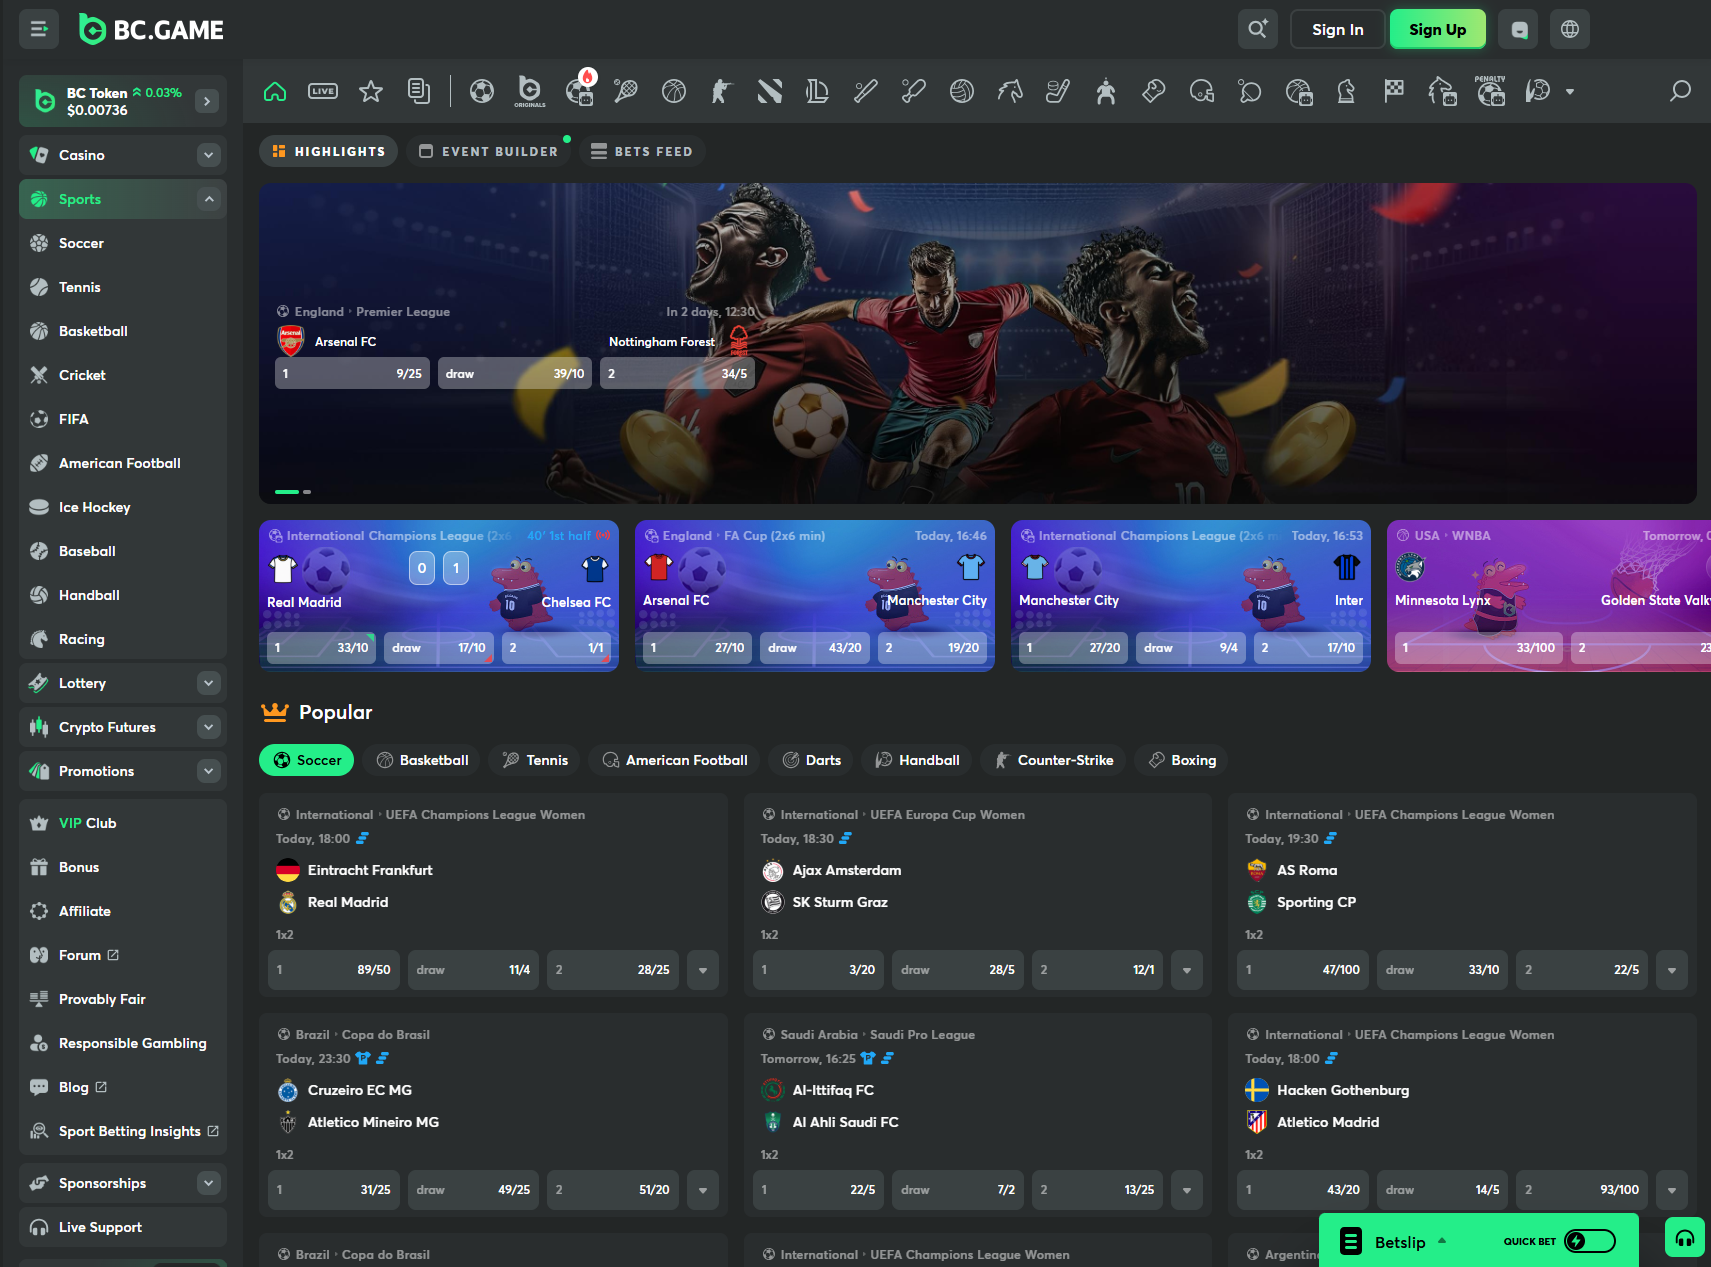 BC.GAME
Sign In
Sign Up
BC Token 0.03%
$0.00736
Casino
Sports
Soccer
Tennis
Basketball
Cricket
FIFA
American Football
Ice Hockey
Baseball
Handball
Racing
Lottery
Crypto Futures
Promotions
VIP Club
Bonus
Affiliate
Forum
Provably Fair
Responsible Gambling
Blog
Sport Betting Insights
Sponsorships
Live Support
LIVE
ORIGINALS
PENALTY
HIGHLIGHTS
EVENT BUILDER
BETS FEED
England · Premier League
In 2 days, 12:30
Arsenal FC
Nottingham Forest
1 9/25
draw 39/10
2 34/5
10
International Champions League (2x6
40' 1st half
0 1
Real Madrid
Chelsea FC
1 33/10
draw 17/10
2 1/1
England · FA Cup (2x6 min)
Today, 16:46
Arsenal FC
Manchester City
1 27/10
draw 43/20
2 19/20
International Champions League (2x6 m
Today, 16:53
Manchester City
Inter
1 27/20
draw 9/4
2 17/10
USA · WNBA
Tomorrow,
Minnesota Lynx
Golden State Valk
1 33/100
2 23
Popular
Soccer
Basketball
Tennis
American Football
Darts
Handball
Counter-Strike
Boxing
International · UEFA Champions League Women
Today, 18:00
Eintracht Frankfurt
Real Madrid
1x2
1 89/50
draw 11/4
2 28/25
International · UEFA Europa Cup Women
Today, 18:30
Ajax Amsterdam
SK Sturm Graz
1x2
1 3/20
draw 28/5
2 12/1
International · UEFA Champions League Women
Today, 19:30
AS Roma
Sporting CP
1x2
1 47/100
draw 33/10
2 22/5
Brazil · Copa do Brasil
Today, 23:30
Cruzeiro EC MG
Atletico Mineiro MG
1x2
1 31/25
draw 49/25
2 51/20
Saudi Arabia · Saudi Pro League
Tomorrow, 16:25
Al-Ittifaq FC
Al Ahli Saudi FC
1x2
1 22/5
draw 7/2
2 13/25
International · UEFA Champions League Women
Today, 18:00
Hacken Gothenburg
Atletico Madrid
1x2
1 43/20
draw 14/5
2 93/100
Brazil · Copa do Brasil
International · UEFA Champions League Women
Argentin
Betslip
QUICK BET